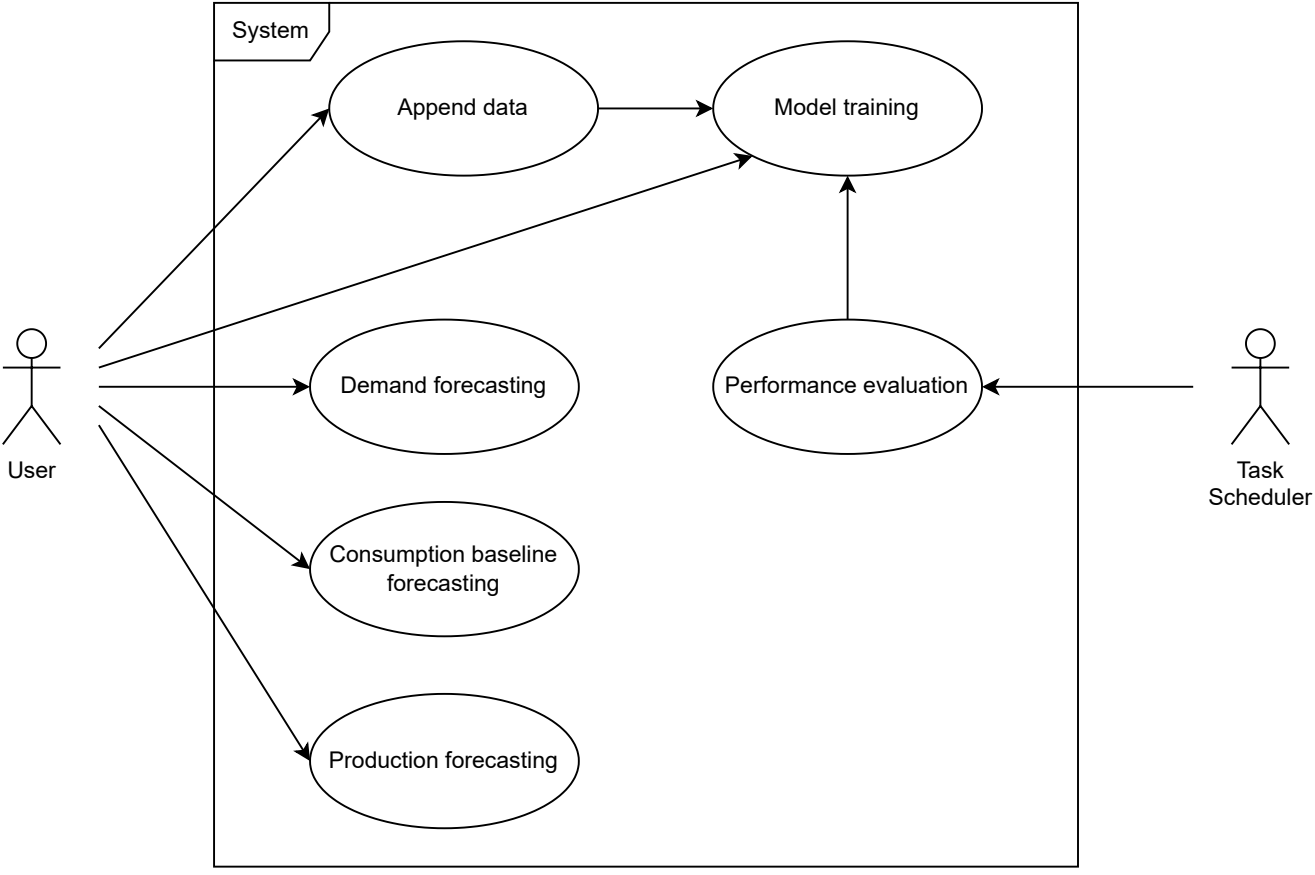 System
Append data
Model training
Demand forecasting
Performance evaluation
User
Task
Scheduler
Consumption baseline
forecasting
Production forecasting